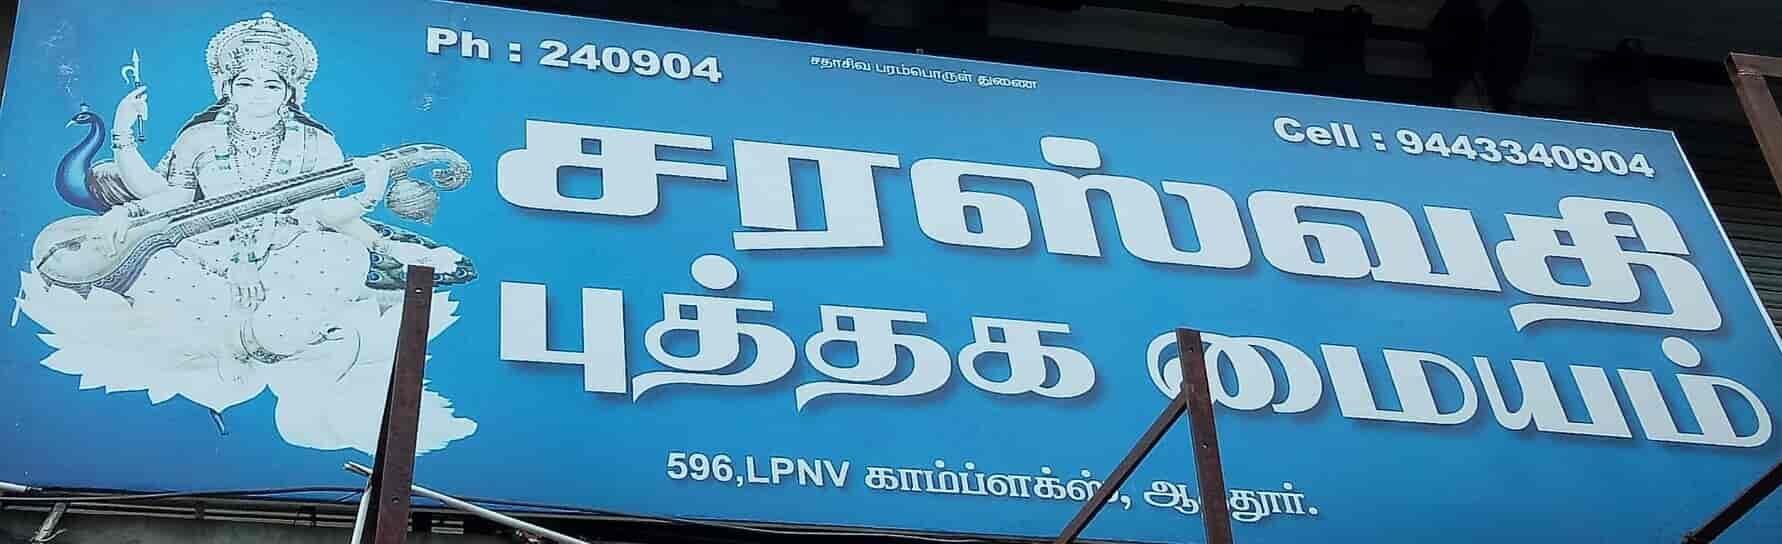 Ph : 240904
சதாசிவ பரம்பொருள் துணை
Cell : 9443340904
சரஸ்வதி
புத்தக மையம்
596,LPNV காம்ப்ளக்ஸ்,